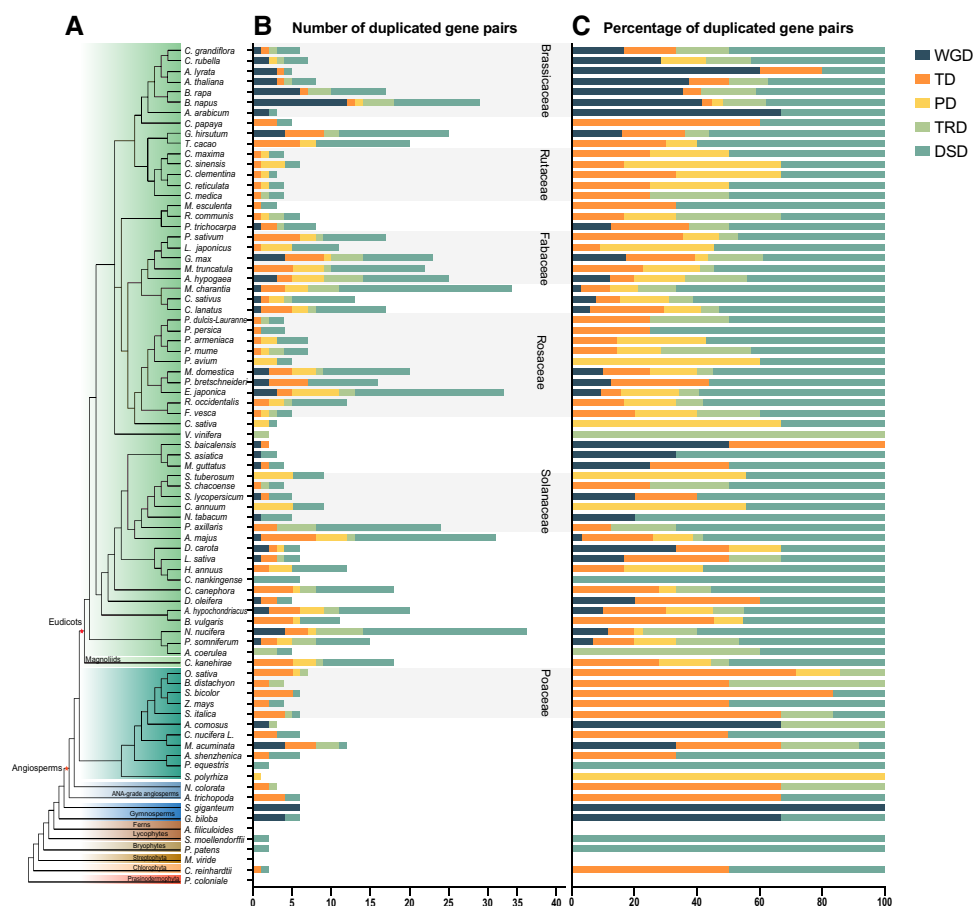 A
B Number of duplicated gene pairs
C Percentage of duplicated gene pairs
WGD
TD
PD
TRD
DSD
C. grandiflora
C. rubella
A. lyrata
A. thaliana
B. rapa
B. napus
A. arabicum
C. papaya
G. hirsutum
T. cacao
C. maxima
C. sinensis
C. clementina
C. reticulata
C. medica
M. esculenta
R. communis
P. trichocarpa
P. sativum
L. japonicus
G. max
M. truncatula
A. hypogaea
M. charantia
C. sativus
C. lanatus
P. dulcis-Lauranne
P. persica
P. armeniaca
P. mume
P. avium
M. domestica
P. bretschneideri
E. japonica
R. occidentalis
F. vesca
C. sativa
V. vinifera
S. baicalensis
S. asiatica
M. guttatus
S. tuberosum
S. chacoense
S. lycopersicum
C. annuum
N. tabacum
P. axillaris
A. majus
D. carota
L. sativa
H. annuus
C. nankingense
C. canephora
D. oleifera
A. hypochondriacus
B. vulgaris
N. nucifera
P. somniferum
A. coerulea
C. kanehirae
O. sativa
B. distachyon
S. bicolor
Z. mays
S. italica
A. comosus
C. nucifera L.
M. acuminata
A. shenzhenica
P. equestris
S. polyrhiza
N. colorata
A. trichopoda
S. giganteum
G. biloba
A. filiculoides
S. moellendorffii
P. patens
M. viride
C. reinhardtii
P. coloniale
Eudicots
Magnoliids
Angiosperms
ANA-grade angiosperms
Gymnosperms
Ferns
Lycophytes
Bryophytes
Streptophyta
Chlorophyta
Prasinodermophyta
Brassicaceae
Rutaceae
Fabaceae
Rosaceae
Solanaceae
Poaceae
0 5 10 15 20 25 30 35 40
0 20 40 60 80 100